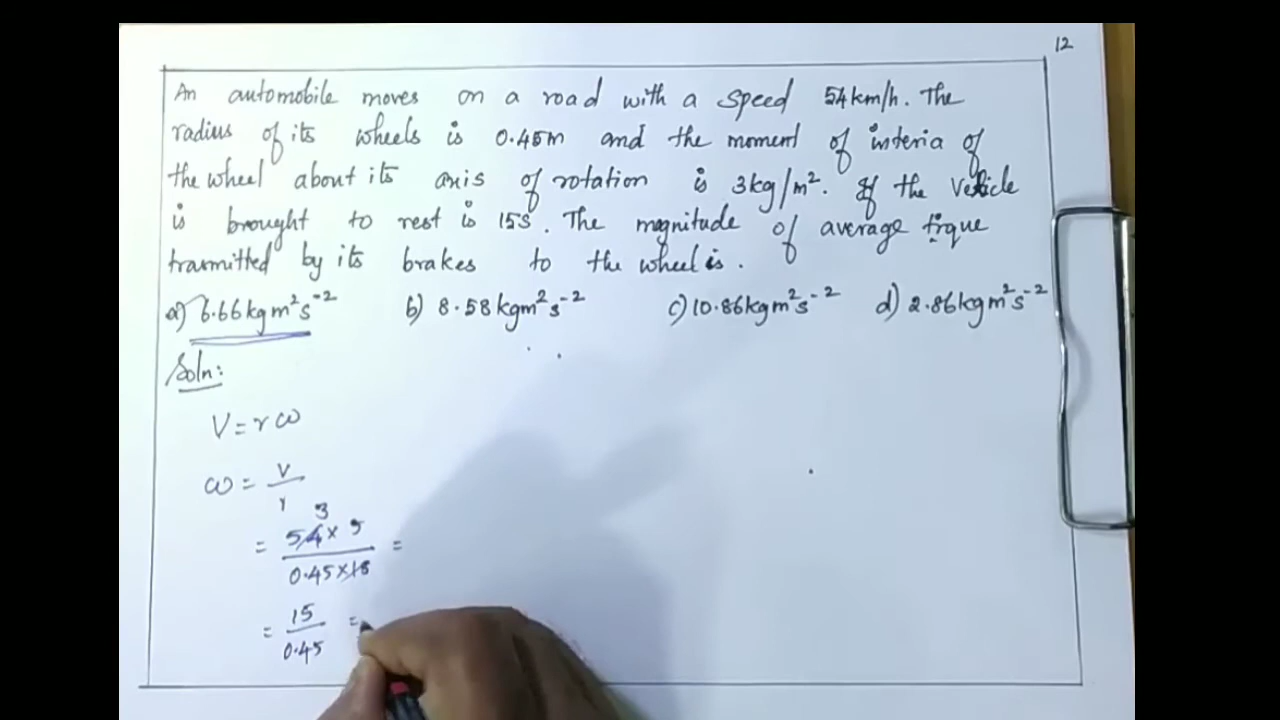 12
An automobile moves on a road with a speed 54km/h. The
radius of its wheels is 0.45m and the moment of interia of
the wheel about its axis of rotation is 3kg/m². If the vehicle
is brought to rest is 15s. The magnitude of average trque
trasmitted by its brakes to the wheel is.
a) 6.66kgm²s⁻² b) 8.58kgm²s⁻² c) 10.86kgm²s⁻² d) 2.86kgm²s⁻²
Soln:
V = rω
ω = v/r
3
= 54 × 5 / 0.45 × 18 =
= 15 / 0.45 =